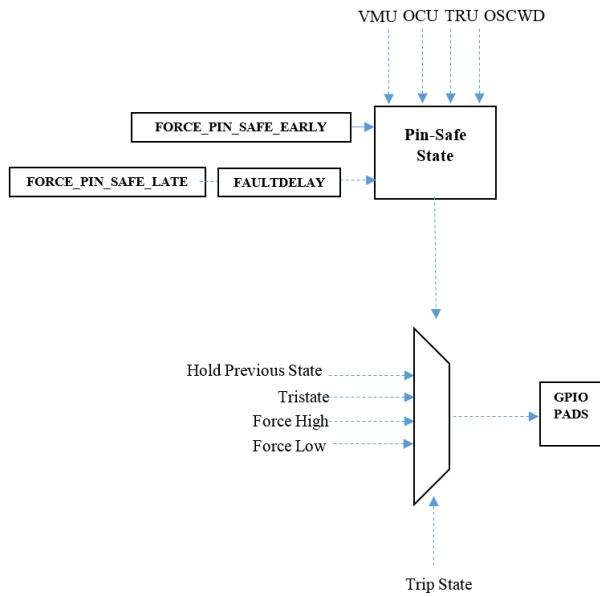 VMU OCU TRU OSCWD
FORCE_PIN_SAFE_EARLY
Pin-Safe
State
FORCE_PIN_SAFE_LATE
FAULTDELAY
Hold Previous State
Tristate
Force High
Force Low
GPIO
PADS
Trip State